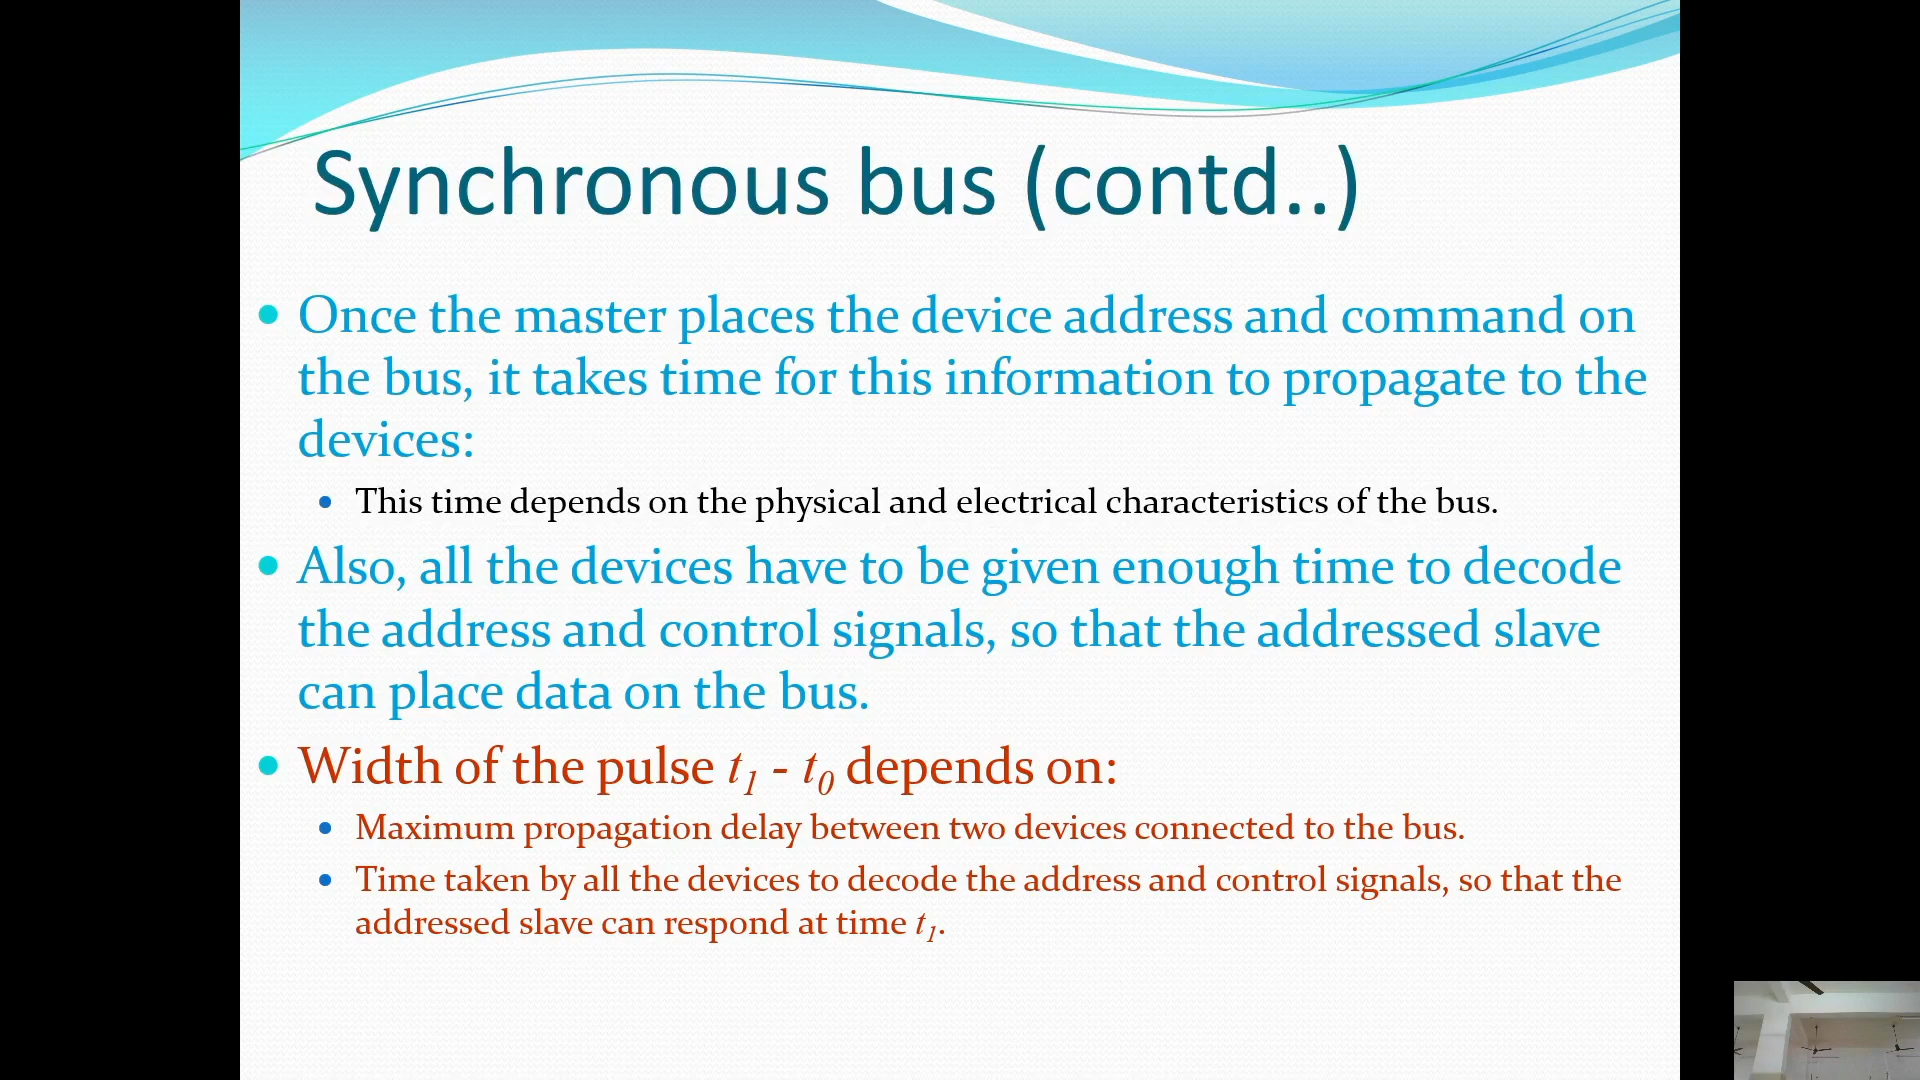 Synchronous bus (contd..)
• Once the master places the device address and command on
the bus, it takes time for this information to propagate to the
devices:
• This time depends on the physical and electrical characteristics of the bus.
• Also, all the devices have to be given enough time to decode
the address and control signals, so that the addressed slave
can place data on the bus.
• Width of the pulse t₁ - t₀ depends on:
• Maximum propagation delay between two devices connected to the bus.
• Time taken by all the devices to decode the address and control signals, so that the
addressed slave can respond at time t₁.